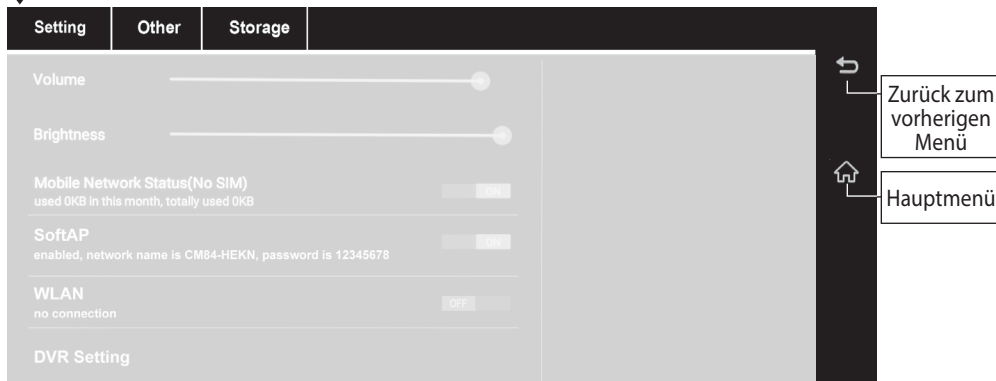 Setting Other Storage
Volume
Brightness
Mobile Network Status(No SIM)
used 0KB in this month, totally used 0KB
ON
SoftAP
enabled, network name is CM84-HEKN, password is 12345678
ON
WLAN
no connection
OFF
DVR Setting
Zurück zum
vorherigen
Menü
Hauptmenü